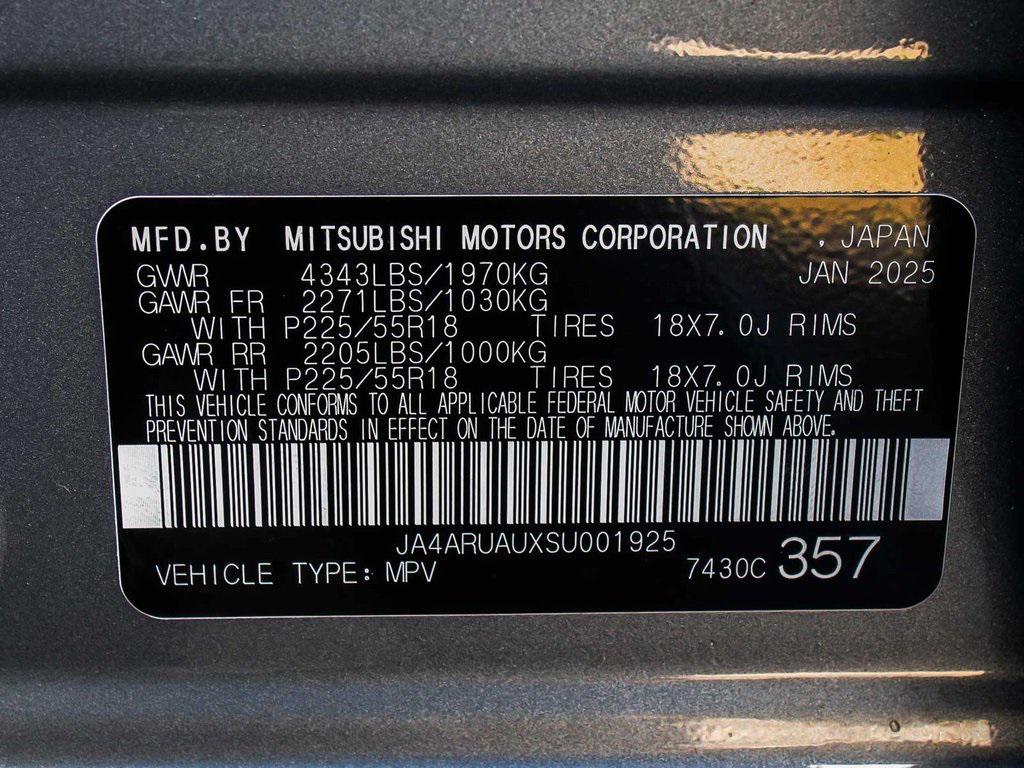 MFD.BY MITSUBISHI MOTORS CORPORATION , JAPAN
GWWR 4343LBS/1970KG JAN 2025
GAWR FR 2271LBS/1030KG
WITH P225/55R18 TIRES 18X7.0J RIMS
GAWR RR 2205LBS/1000KG
WITH P225/55R18 TIRES 18X7.0J RIMS
THIS VEHICLE CONFORMS TO ALL APPLICABLE FEDERAL MOTOR VEHICLE SAFETY AND THEFT
PREVENTION STANDARDS IN EFFECT ON THE DATE OF MANUFACTURE SHOWN ABOVE.
JA4ARUAUXSU001925
VEHICLE TYPE: MPV 7430C 357